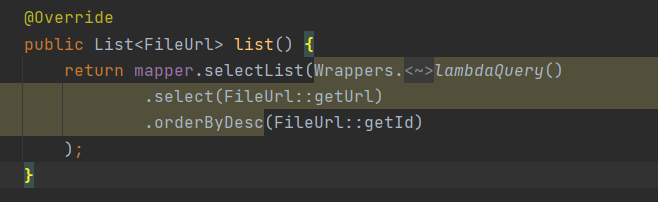 @Override
public List<FileUrl> list() {
return mapper.selectList(Wrappers.<~>lambdaQuery()
.select(FileUrl::getUrl)
.orderByDesc(FileUrl::getId)
);
}